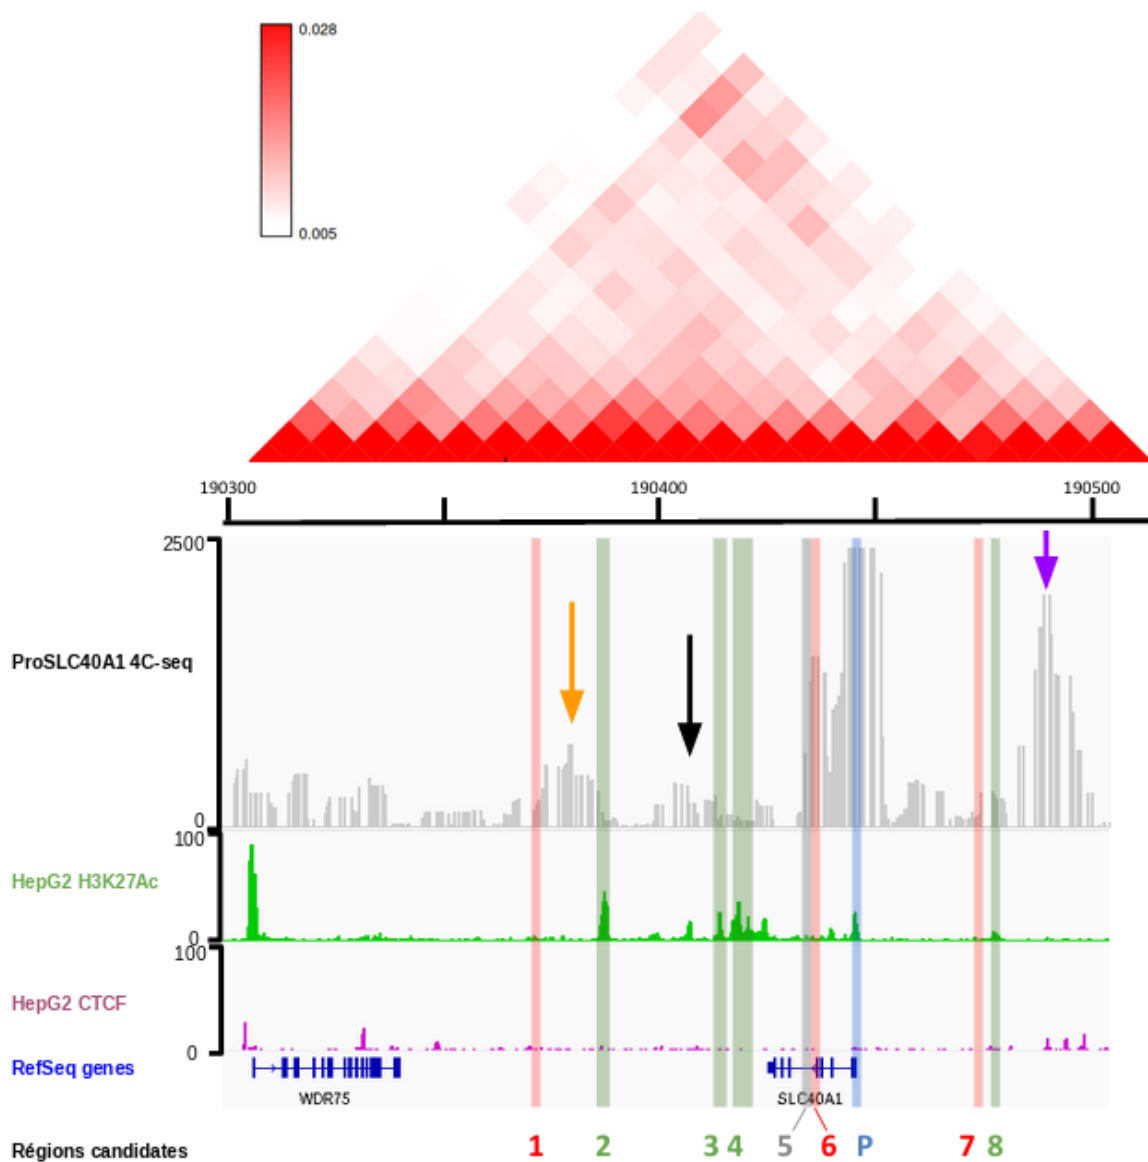 0.028
0.005
190300 190400 190500
2500
ProSLC40A1 4C-seq
0
100
HepG2 H3K27Ac
0
100
HepG2 CTCF
0
RefSeq genes
WDR75 SLC40A1
Régions candidates 1 2 3 4 5 6 P 7 8